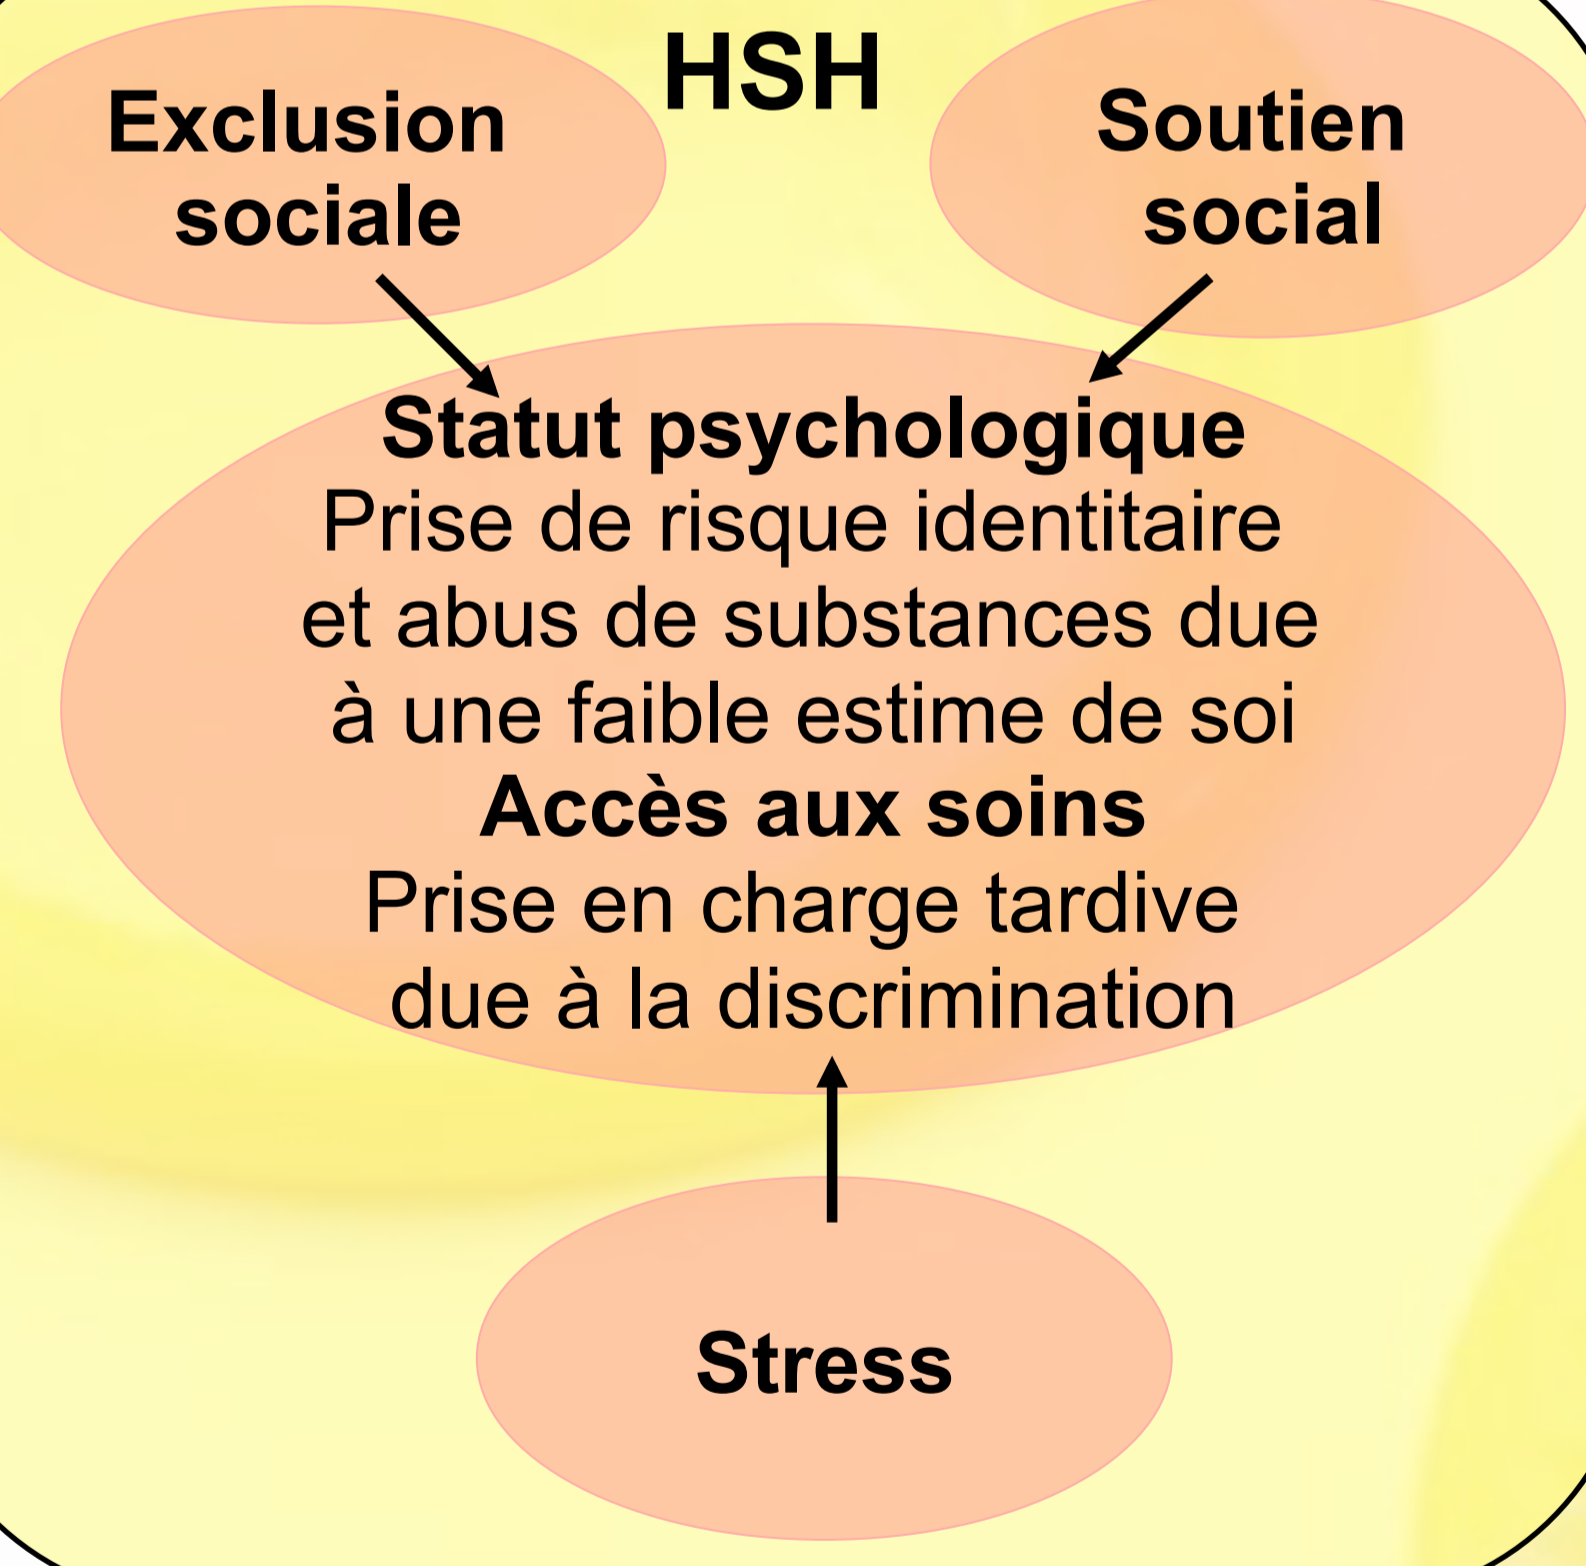 HSH
Exclusion
sociale
Soutien
social
Statut psychologique
Prise de risque identitaire
et abus de substances due
à une faible estime de soi
Accès aux soins
Prise en charge tardive
due à la discrimination
Stress